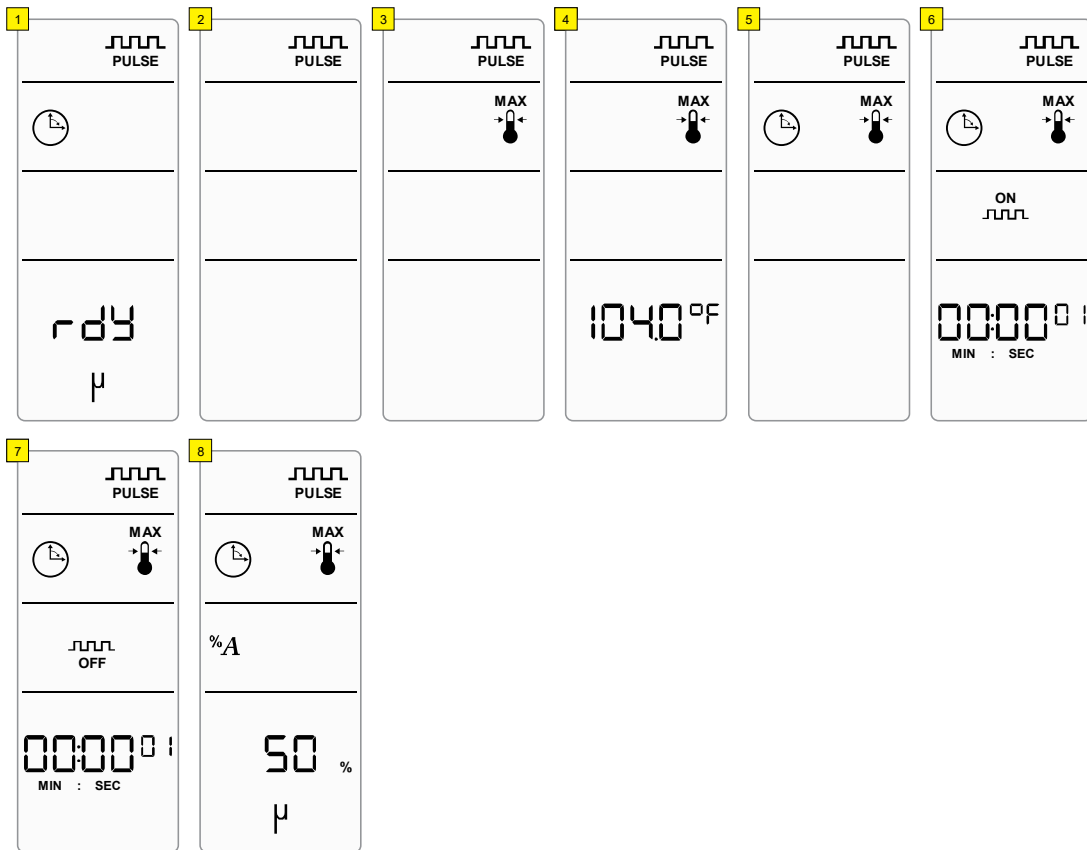 1
PULSE
rdY
µ
2
PULSE
3
PULSE
MAX
4
PULSE
MAX
104.0 °F
5
PULSE
MAX
6
PULSE
MAX
ON
00:00 01
MIN : SEC
7
PULSE
MAX
OFF
00:00 01
MIN : SEC
8
PULSE
MAX
%A
50 %
µ